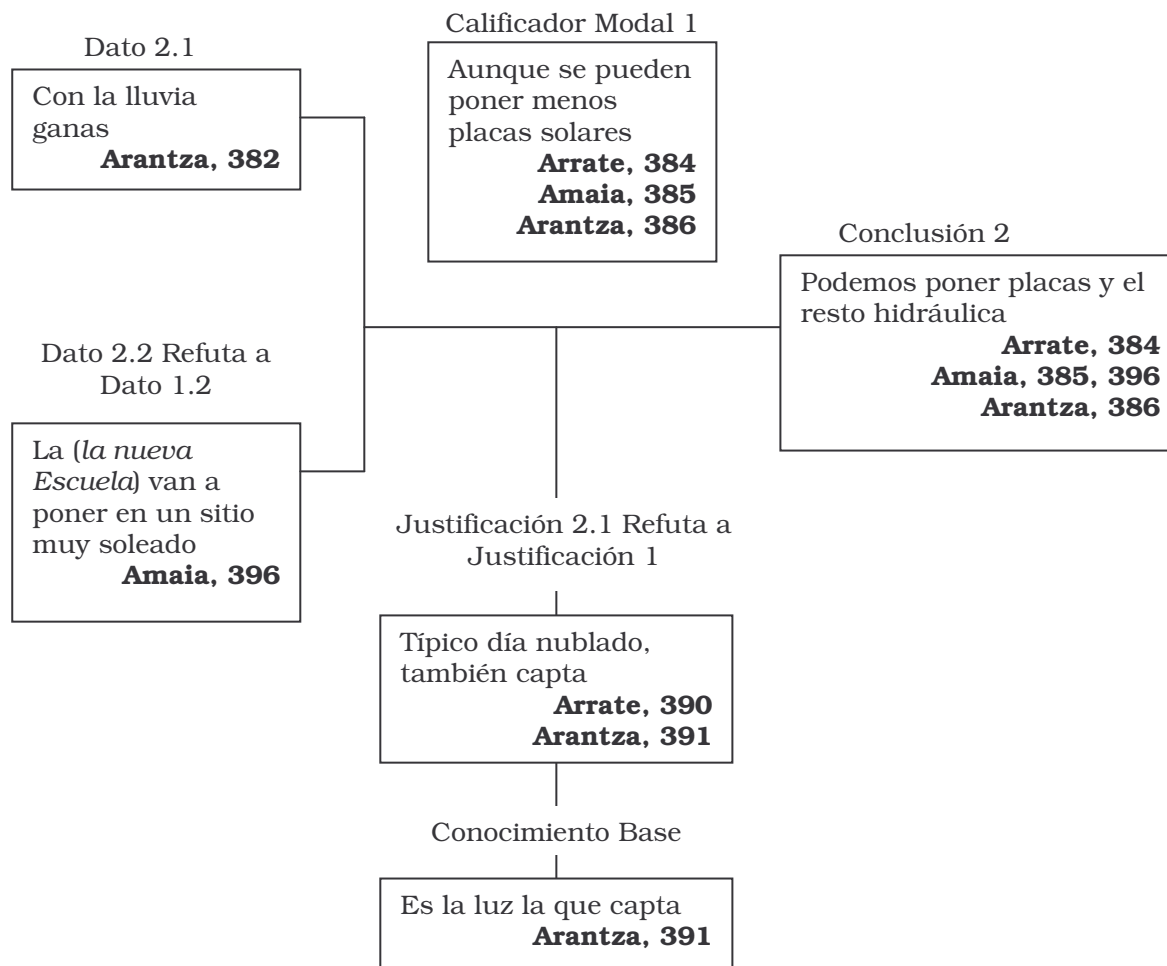 Dato 2.1
Con la lluvia
ganas
Arantza, 382
Calificador Modal 1
Aunque se pueden
poner menos
placas solares
Arrate, 384
Amaia, 385
Arantza, 386
Conclusión 2
Podemos poner placas y el
resto hidráulica
Arrate, 384
Amaia, 385, 396
Arantza, 386
Dato 2.2 Refuta a
Dato 1.2
La (la nueva
Escuela) van a
poner en un sitio
muy soleado
Amaia, 396
Justificación 2.1 Refuta a
Justificación 1
Típico día nublado,
también capta
Arrate, 390
Arantza, 391
Conocimiento Base
Es la luz la que capta
Arantza, 391